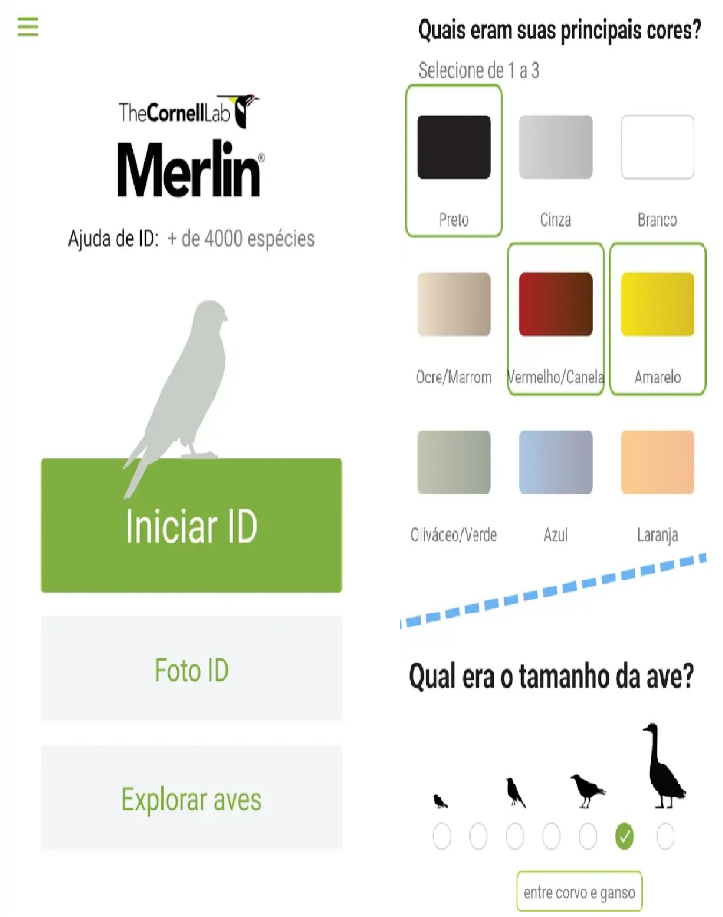 TheCornellLab
Merlin®
Ajuda de ID: + de 4000 espécies
Iniciar ID
Foto ID
Explorar aves
Quais eram suas principais cores?
Selecione de 1 a 3
Preto
Cinza
Branco
Ocre/Marrom
Vermelho/Canela
Amarelo
Oliváceo/Verde
Azul
Laranja
Qual era o tamanho da ave?
entre corvo e ganso